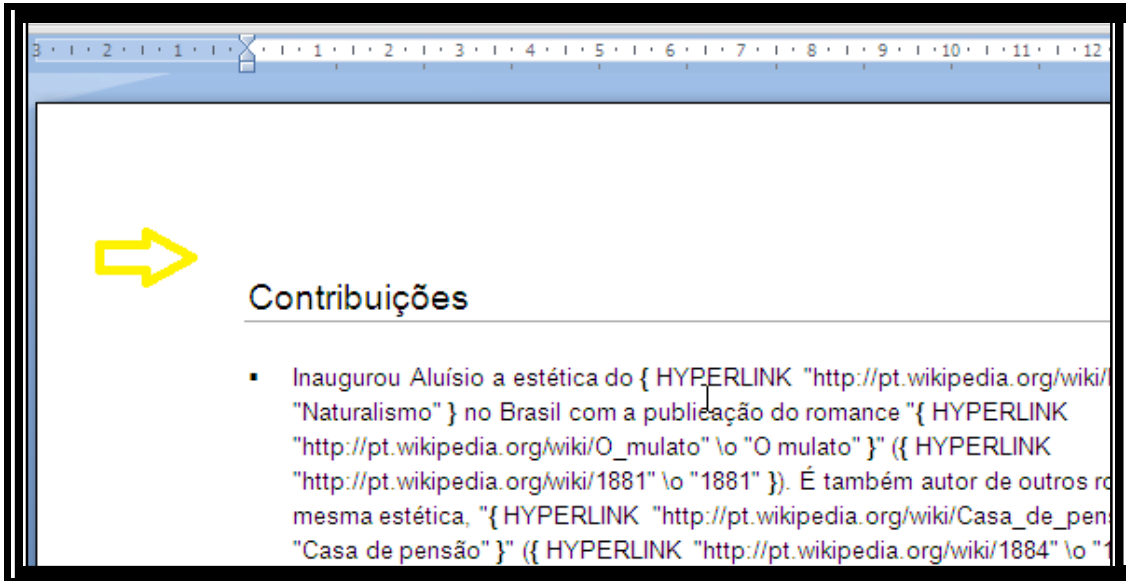 3 2 1 1 2 3 4 5 6 7 8 9 10 11 12
Contribuições
▪ Inaugurou Aluísio a estética do { HYPERLINK "http://pt.wikipedia.org/wiki/
"Naturalismo" } no Brasil com a publicação do romance "{ HYPERLINK
"http://pt.wikipedia.org/wiki/O_mulato" \o "O mulato" }" ({ HYPERLINK
"http://pt.wikipedia.org/wiki/1881" \o "1881" }). É também autor de outros ro
mesma estética, "{ HYPERLINK "http://pt.wikipedia.org/wiki/Casa_de_pen
"Casa de pensão" }" ({ HYPERLINK "http://pt.wikipedia.org/wiki/1884" \o "1